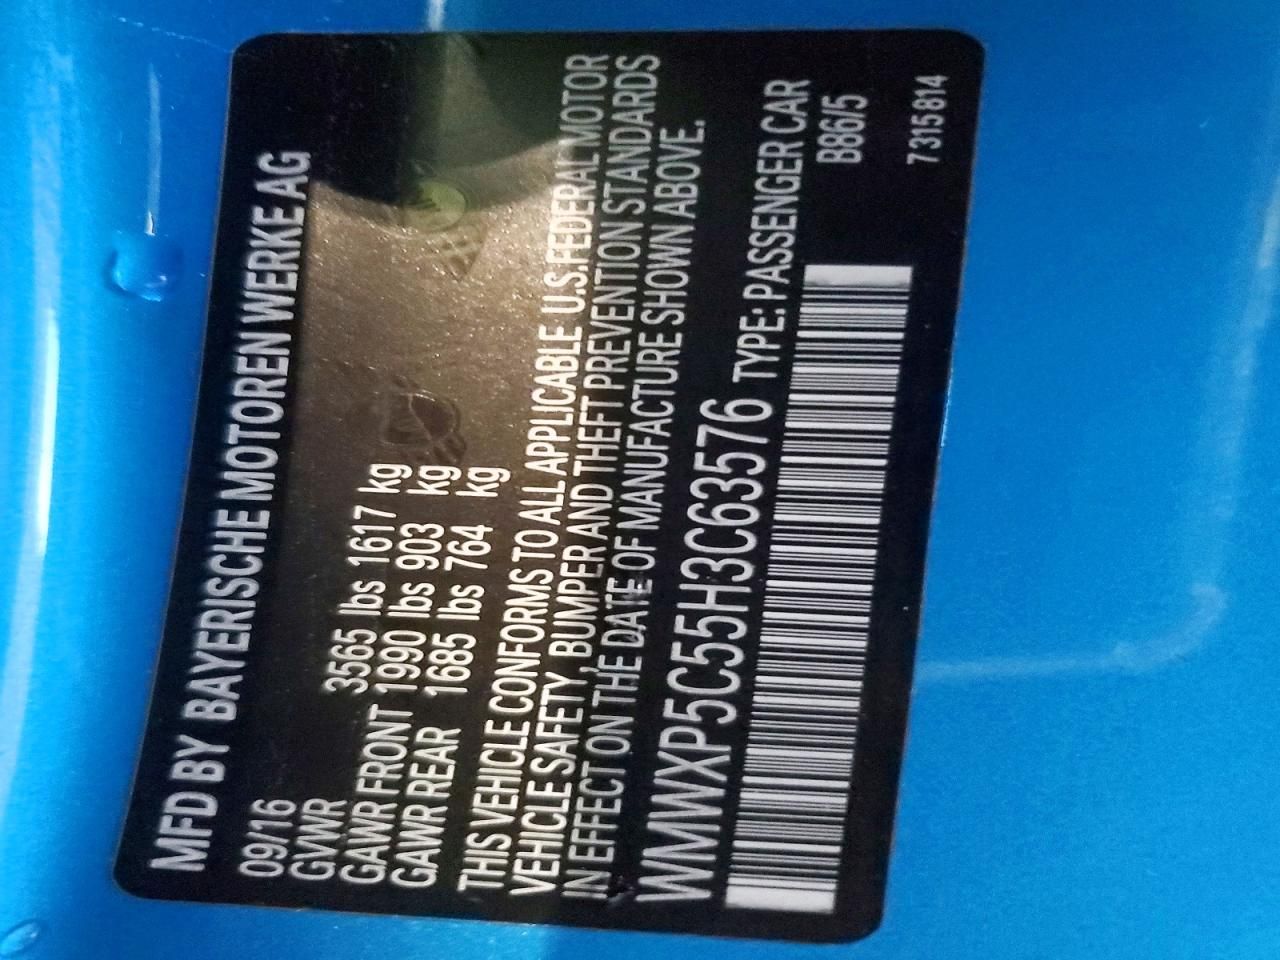 MFD BY BAYERISCHE MOTOREN WERKE AG
09/16
GVWR 3565 lbs 1617 kg
GAWR FRONT 1990 lbs 903 kg
GAWR REAR 1685 lbs 764 kg
THIS VEHICLE CONFORMS TO ALL APPLICABLE U.S.FEDERAL MOTOR
VEHICLE SAFETY, BUMPER AND THEFT PREVENTION STANDARDS
IN EFFECT ON THE DATE OF MANUFACTURE SHOWN ABOVE.
WMWXP5C55H3C63576 TYPE: PASSENGER CAR
B86/5
7315814